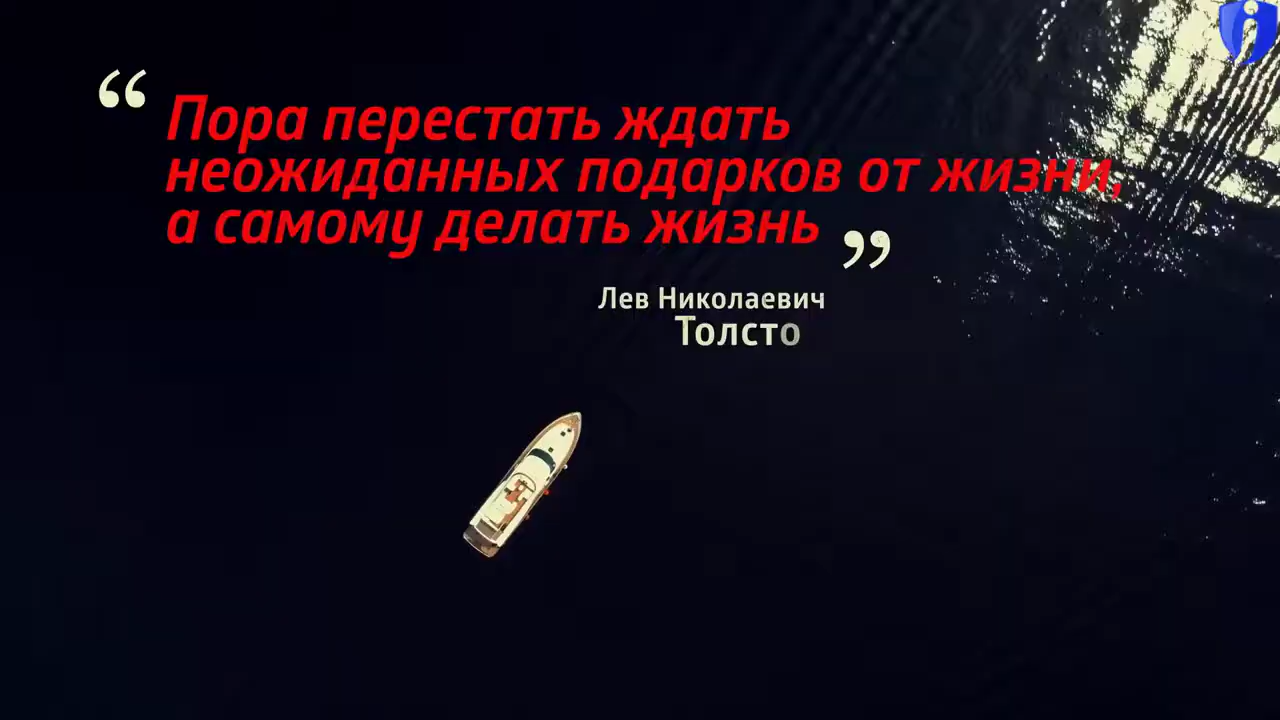 “Пора перестать ждать
неожиданных подарков от жизни,
а самому делать жизнь”
Лев Николаевич
Толсто